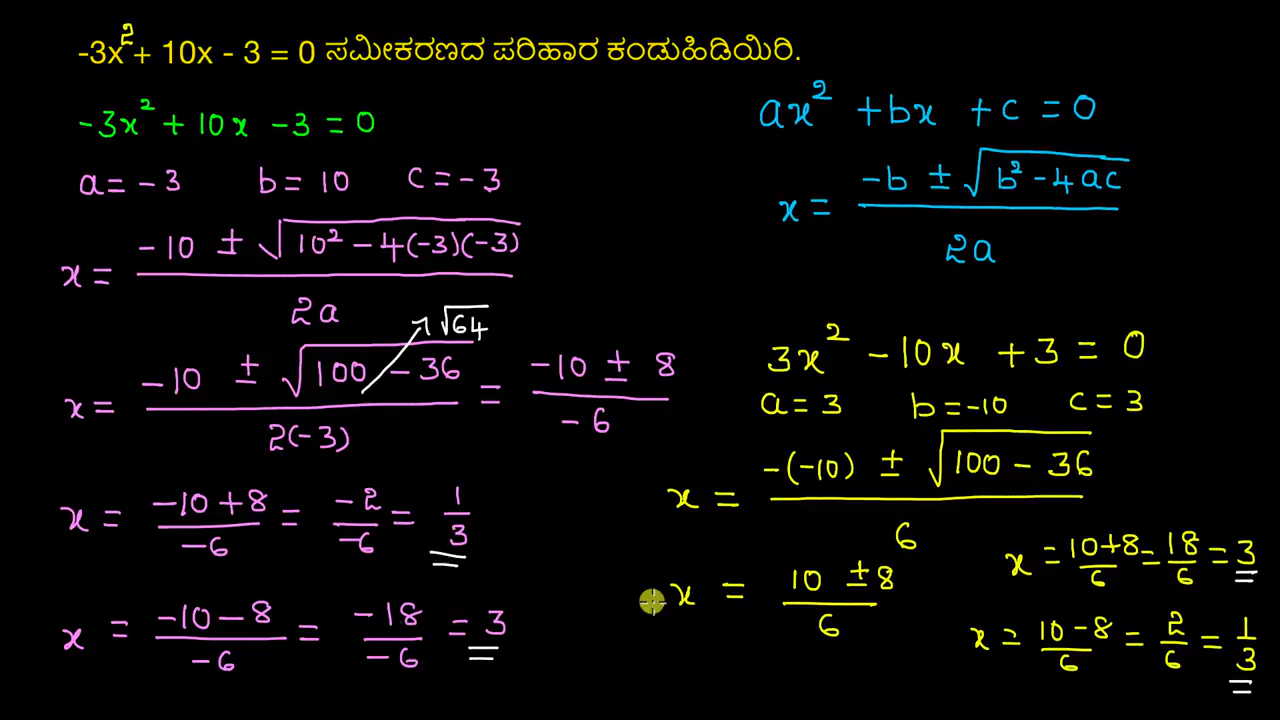 -3x²+ 10x - 3 = 0 ಸಮೀಕರಣದ ಪರಿಹಾರ ಕಂಡುಹಿಡಿಯಿರಿ.
-3x² + 10x - 3 = 0
a = -3 b = 10 c = -3
x = (-10 ± √(10² - 4(-3)(-3))) / 2a
x = (-10 ± √(100 - 36)) / 2(-3) = (-10 ± 8) / -6
√64
x = (-10 + 8) / -6 = -2 / -6 = 1/3
x = (-10 - 8) / -6 = -18 / -6 = 3
ax² + bx + c = 0
x = (-b ± √(b² - 4ac)) / 2a
3x² - 10x + 3 = 0
a = 3 b = -10 c = 3
x = (-(-10) ± √(100 - 36)) / 6
x = (10 ± 8) / 6
x = (10+8) / 6 - 18/6 = 3
x = (10 - 8) / 6 = 2/6 = 1/3